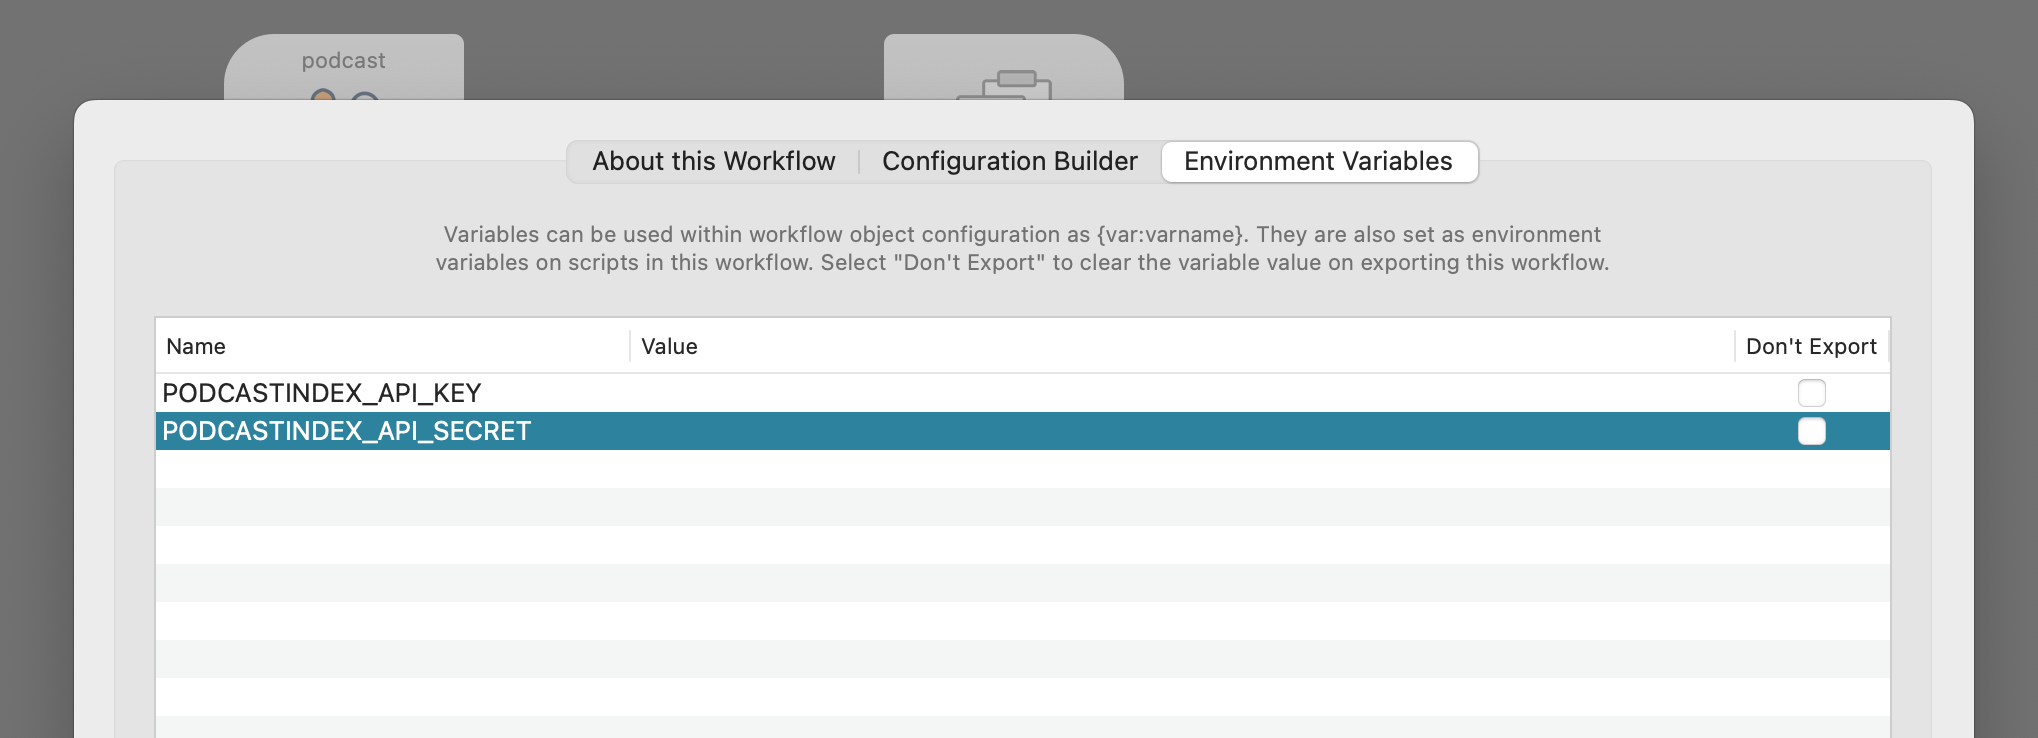 podcast
About this Workflow
Configuration Builder
Environment Variables
Variables can be used within workflow object configuration as {var:varname}. They are also set as environment
variables on scripts in this workflow. Select "Don't Export" to clear the variable value on exporting this workflow.
Name
Value
Don't Export
PODCASTINDEX_API_KEY
PODCASTINDEX_API_SECRET